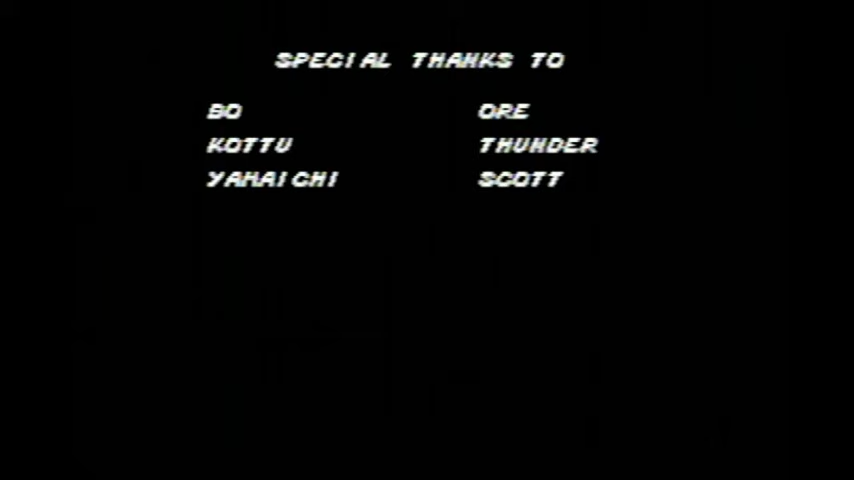 SPECIAL THANKS TO
BO ORE
KOTTU THUNDER
YAMAICHI SCOTT